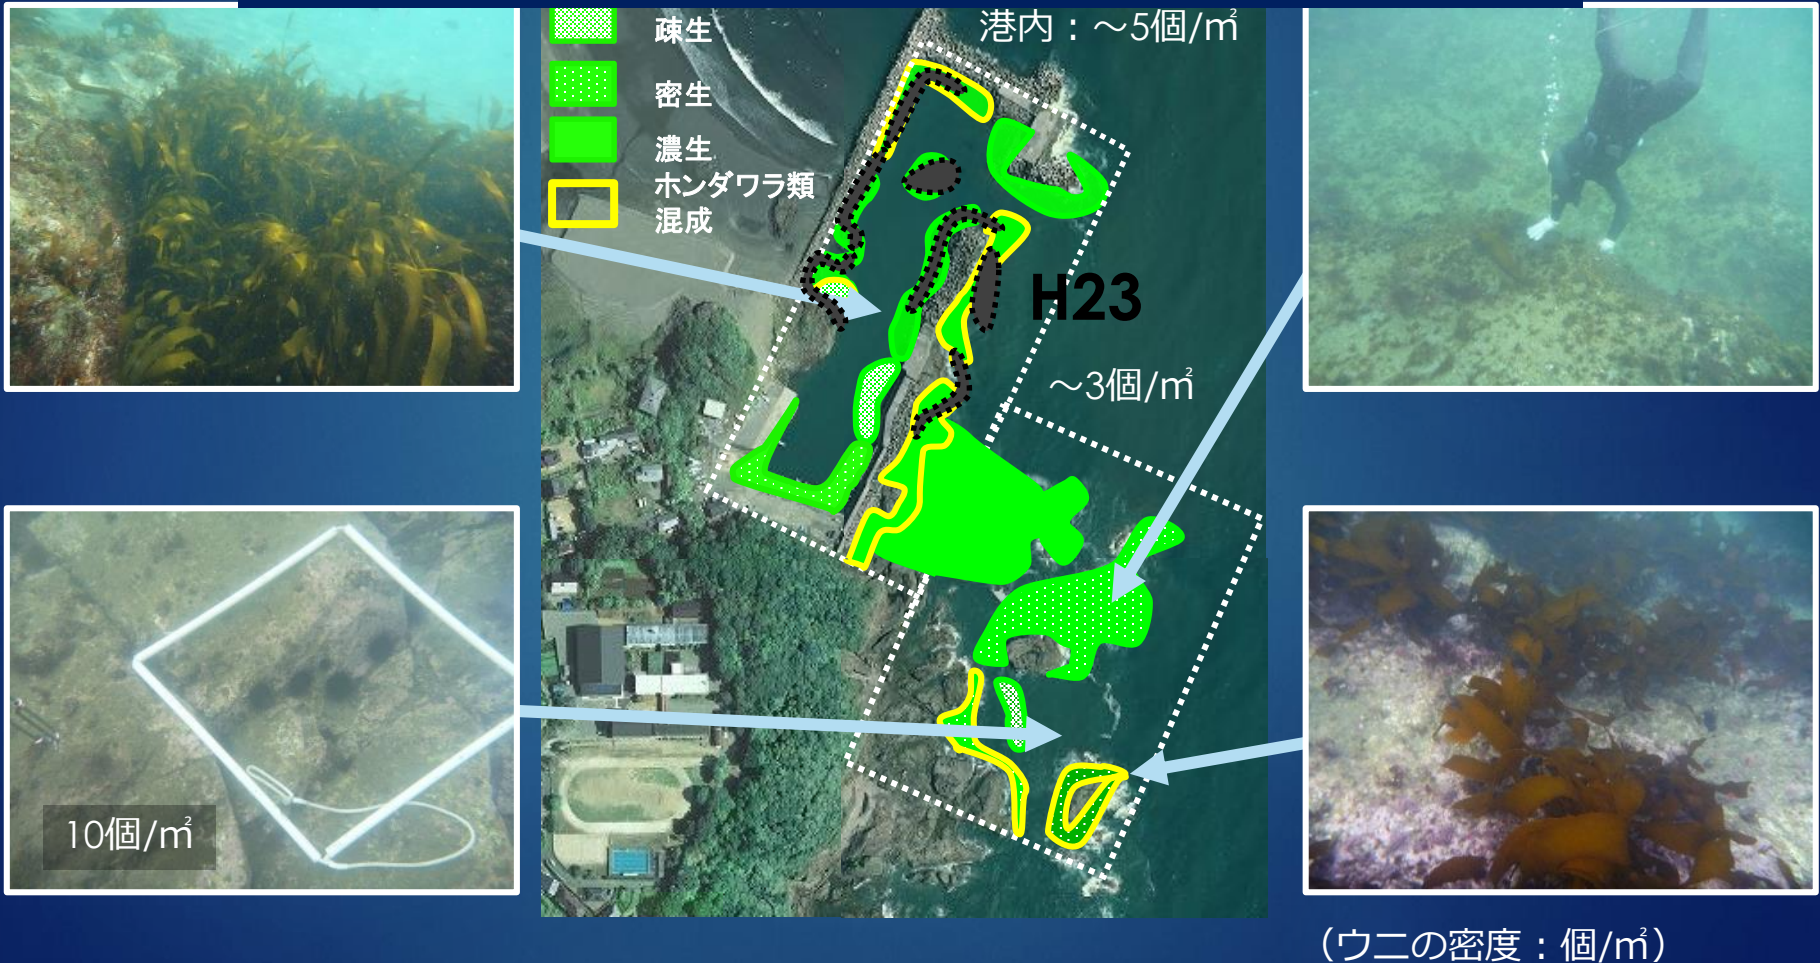 疎生
密生
濃生
ホンダワラ類
混成
港内：～5個/㎡
H23
～3個/㎡
10個/㎡
（ウニの密度：個/㎡）